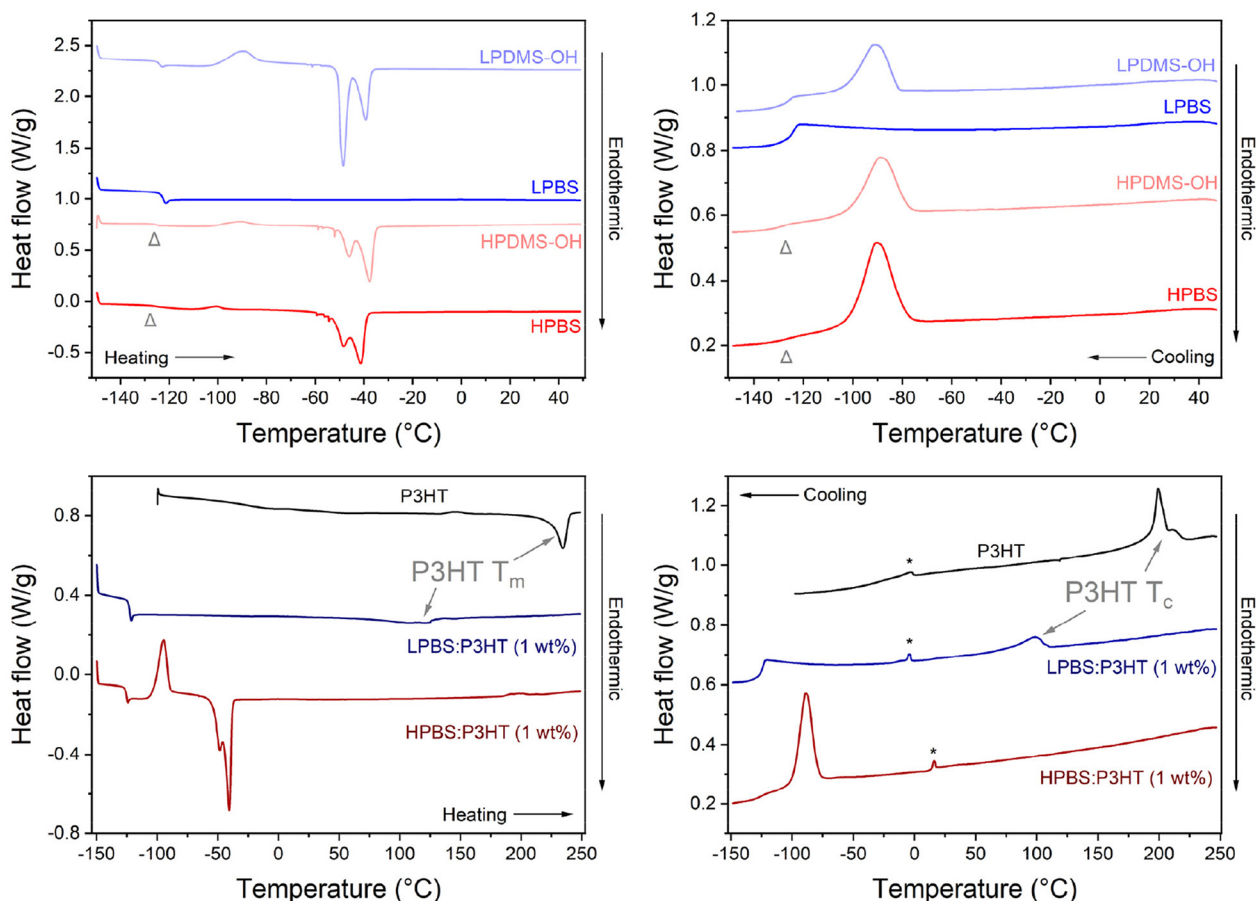 2.5
2.0
1.5
1.0
0.5
0.0
-0.5
Heat flow (W/g)
LPDMS-OH
LPBS
HPDMS-OH
Δ
HPBS
Δ
Heating
Endothermic
-140 -120 -100 -80 -60 -40 -20 0 20 40
Temperature (°C)
1.2
1.0
0.8
0.6
0.4
0.2
Heat flow (W/g)
LPDMS-OH
LPBS
HPDMS-OH
Δ
HPBS
Δ
Cooling
Endothermic
-140 -120 -100 -80 -60 -40 -20 0 20 40
Temperature (°C)
0.8
0.4
0.0
-0.4
-0.8
Heat flow (W/g)
P3HT
P3HT Tm
LPBS:P3HT (1 wt%)
HPBS:P3HT (1 wt%)
Heating
Endothermic
-150 -100 -50 0 50 100 150 200 250
Temperature (°C)
1.2
1.0
0.8
0.6
0.4
0.2
Heat flow (W/g)
Cooling
P3HT
*
P3HT Tc
*
LPBS:P3HT (1 wt%)
*
HPBS:P3HT (1 wt%)
Endothermic
-150 -100 -50 0 50 100 150 200 250
Temperature (°C)